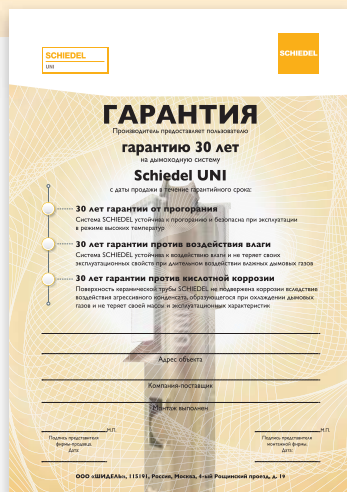 SCHIEDEL
UNI
SCHIEDEL
ГАРАНТИЯ
Производитель предоставляет пользователю
гарантию 30 лет
на дымоходную систему
Schiedel UNI
с даты продажи в течение гарантийного срока:
30 лет гарантии от прогорания
Система SCHIEDEL устойчива к прогоранию и безопасна при эксплуатации
в режиме высоких температур
30 лет гарантии против воздействия влаги
Система SCHIEDEL устойчива к воздействию влаги и не теряет своих
эксплуатационных свойств при длительном воздействии влажных дымовых газов
30 лет гарантии против кислотной коррозии
Поверхность керамической трубы SCHIEDEL не подвержена коррозии вследствие
воздействия агрессивного конденсата, образующегося при охлаждении дымовых
газов и не теряет своей массы и эксплуатационных характеристик
Адрес объекта
Компания-поставщик
Монтаж выполнен
М.П.
М.П.
Подпись представителя
фирмы-продавца.
Дата:
Подпись представителя
монтажной фирмы.
Дата:
ООО «ШИДЕЛЬ», 115191, Россия, Москва, 4-ый Рощинский проезд, д. 19